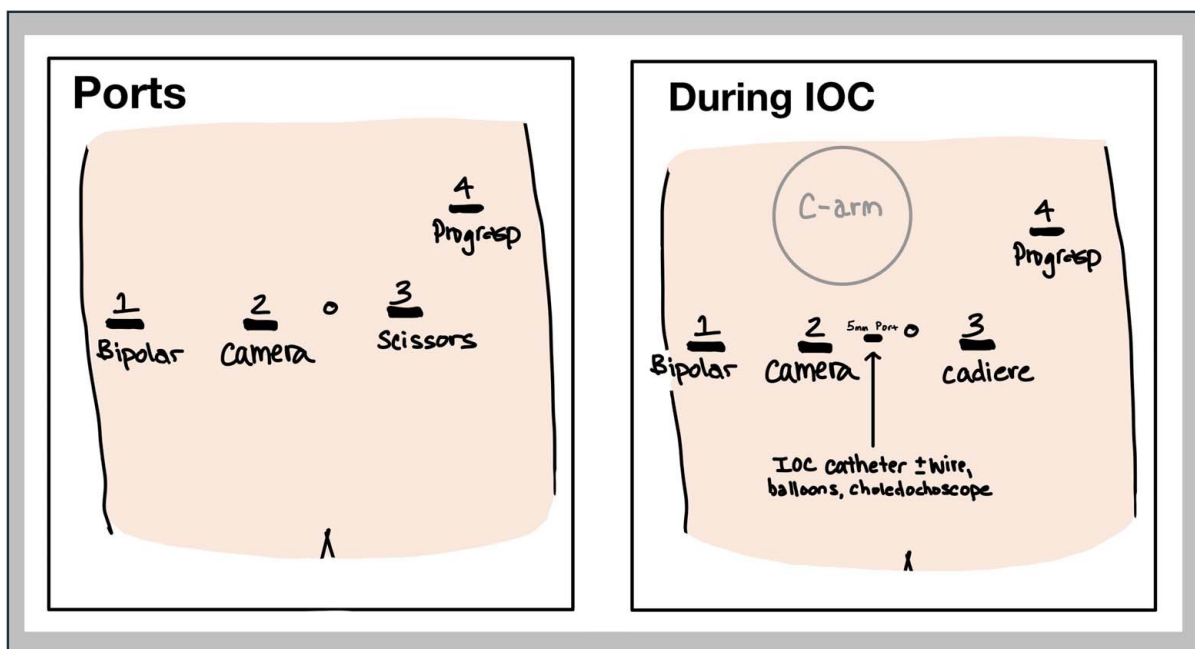 Ports
4
Prograsp
1
Bipolar
2
Camera
3
Scissors
During IOC
C-arm
4
Prograsp
1
Bipolar
2
Camera
5mm Port
3
cadiere
IOC catheter ± wire,
balloons, choledochoscope